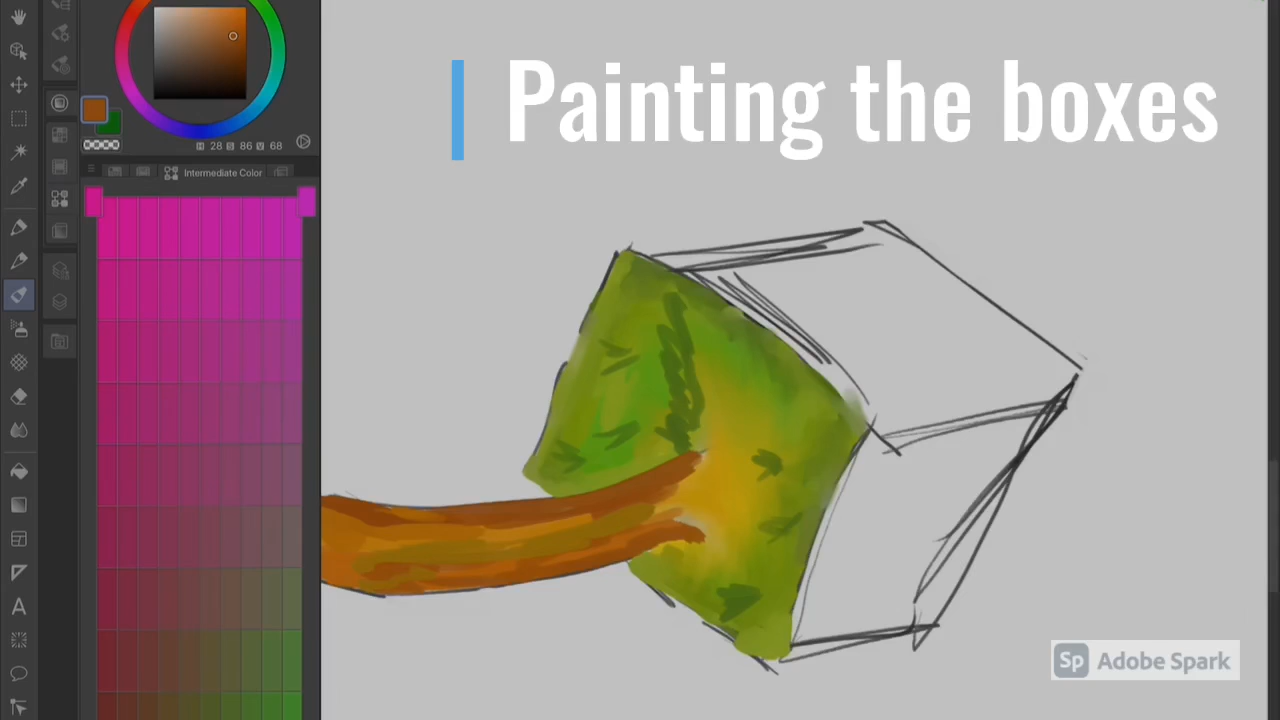 Painting the boxes
H 28 S 86 V 68
Intermediate Color
A
Sp Adobe Spark